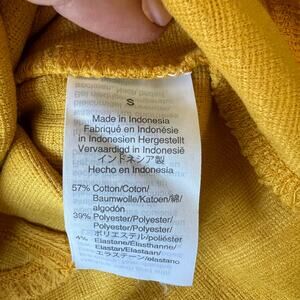 S
Made in Indonesia
Fabriqué en Indonésie
in Indonesien Hergestellt
Vervaardigd in Indonesië
インドネシア製
Hecho en Indonesia
57% Cotton/Coton/
Baumwolle/Katoen/綿/
algodón
39% Polyester/Polyester/
Polyester/Polyester/
ポリエステル/poliéster
4% Elastane/Élasthanne/
Elastan/Elastaan/
エラステーン/elastano